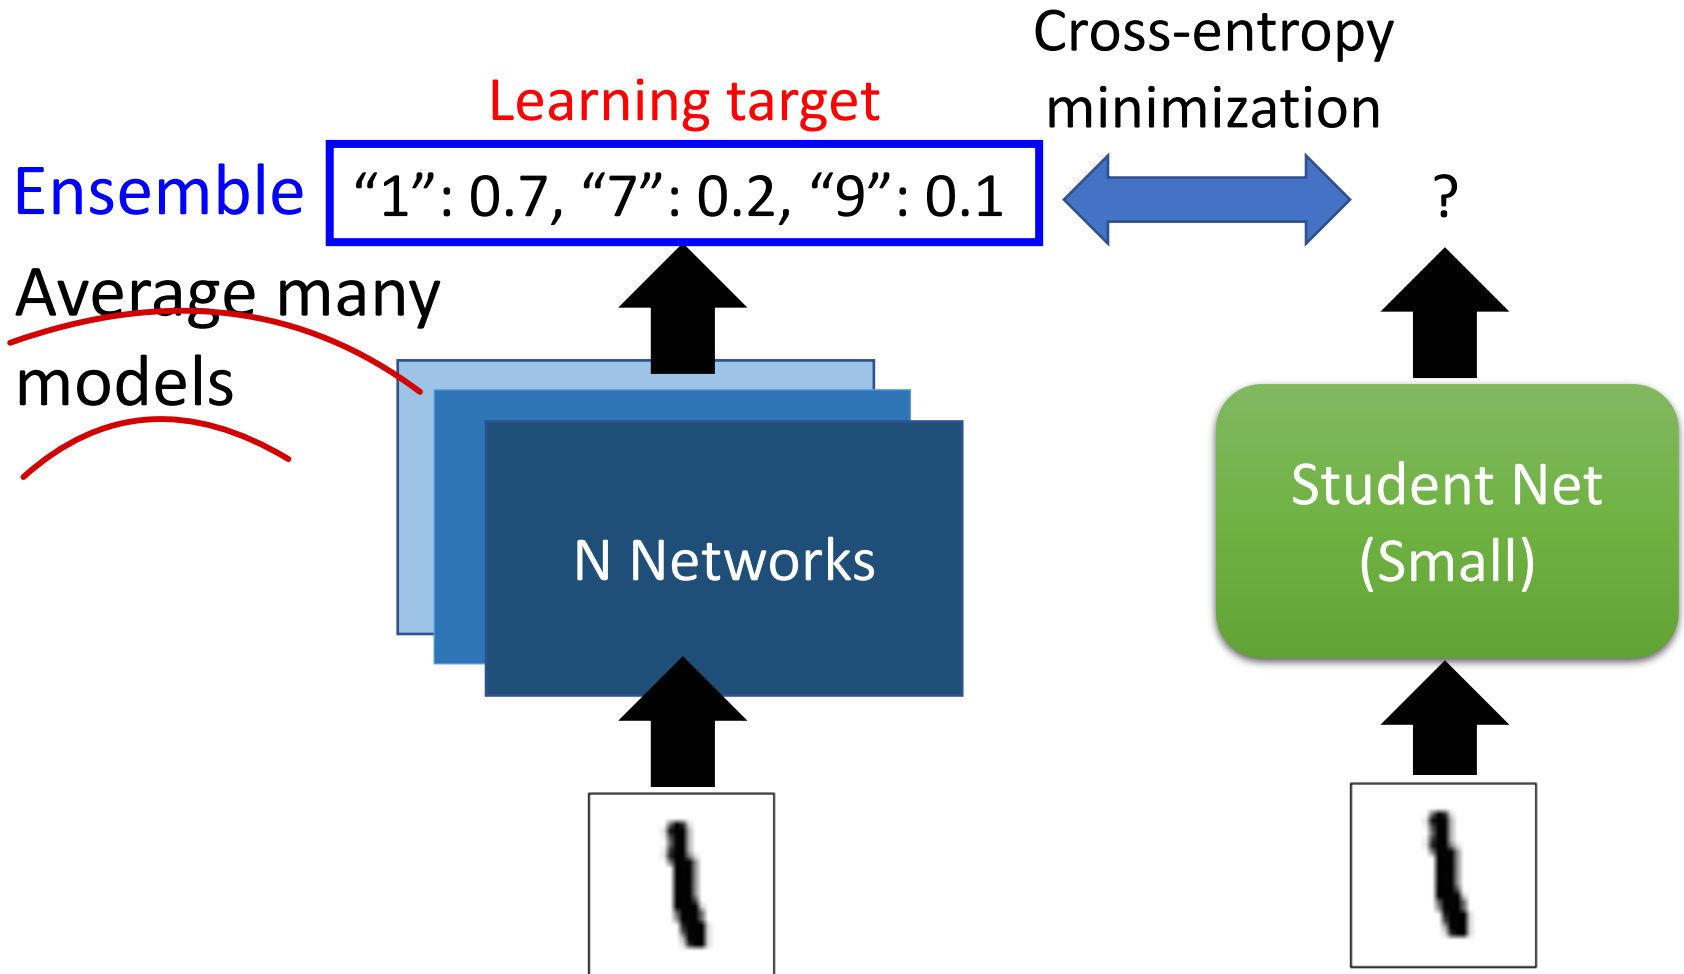 Cross-entropy
minimization
Learning target
Ensemble
“1”: 0.7, “7”: 0.2, “9”: 0.1
?
Average many
models
N Networks
Student Net
(Small)